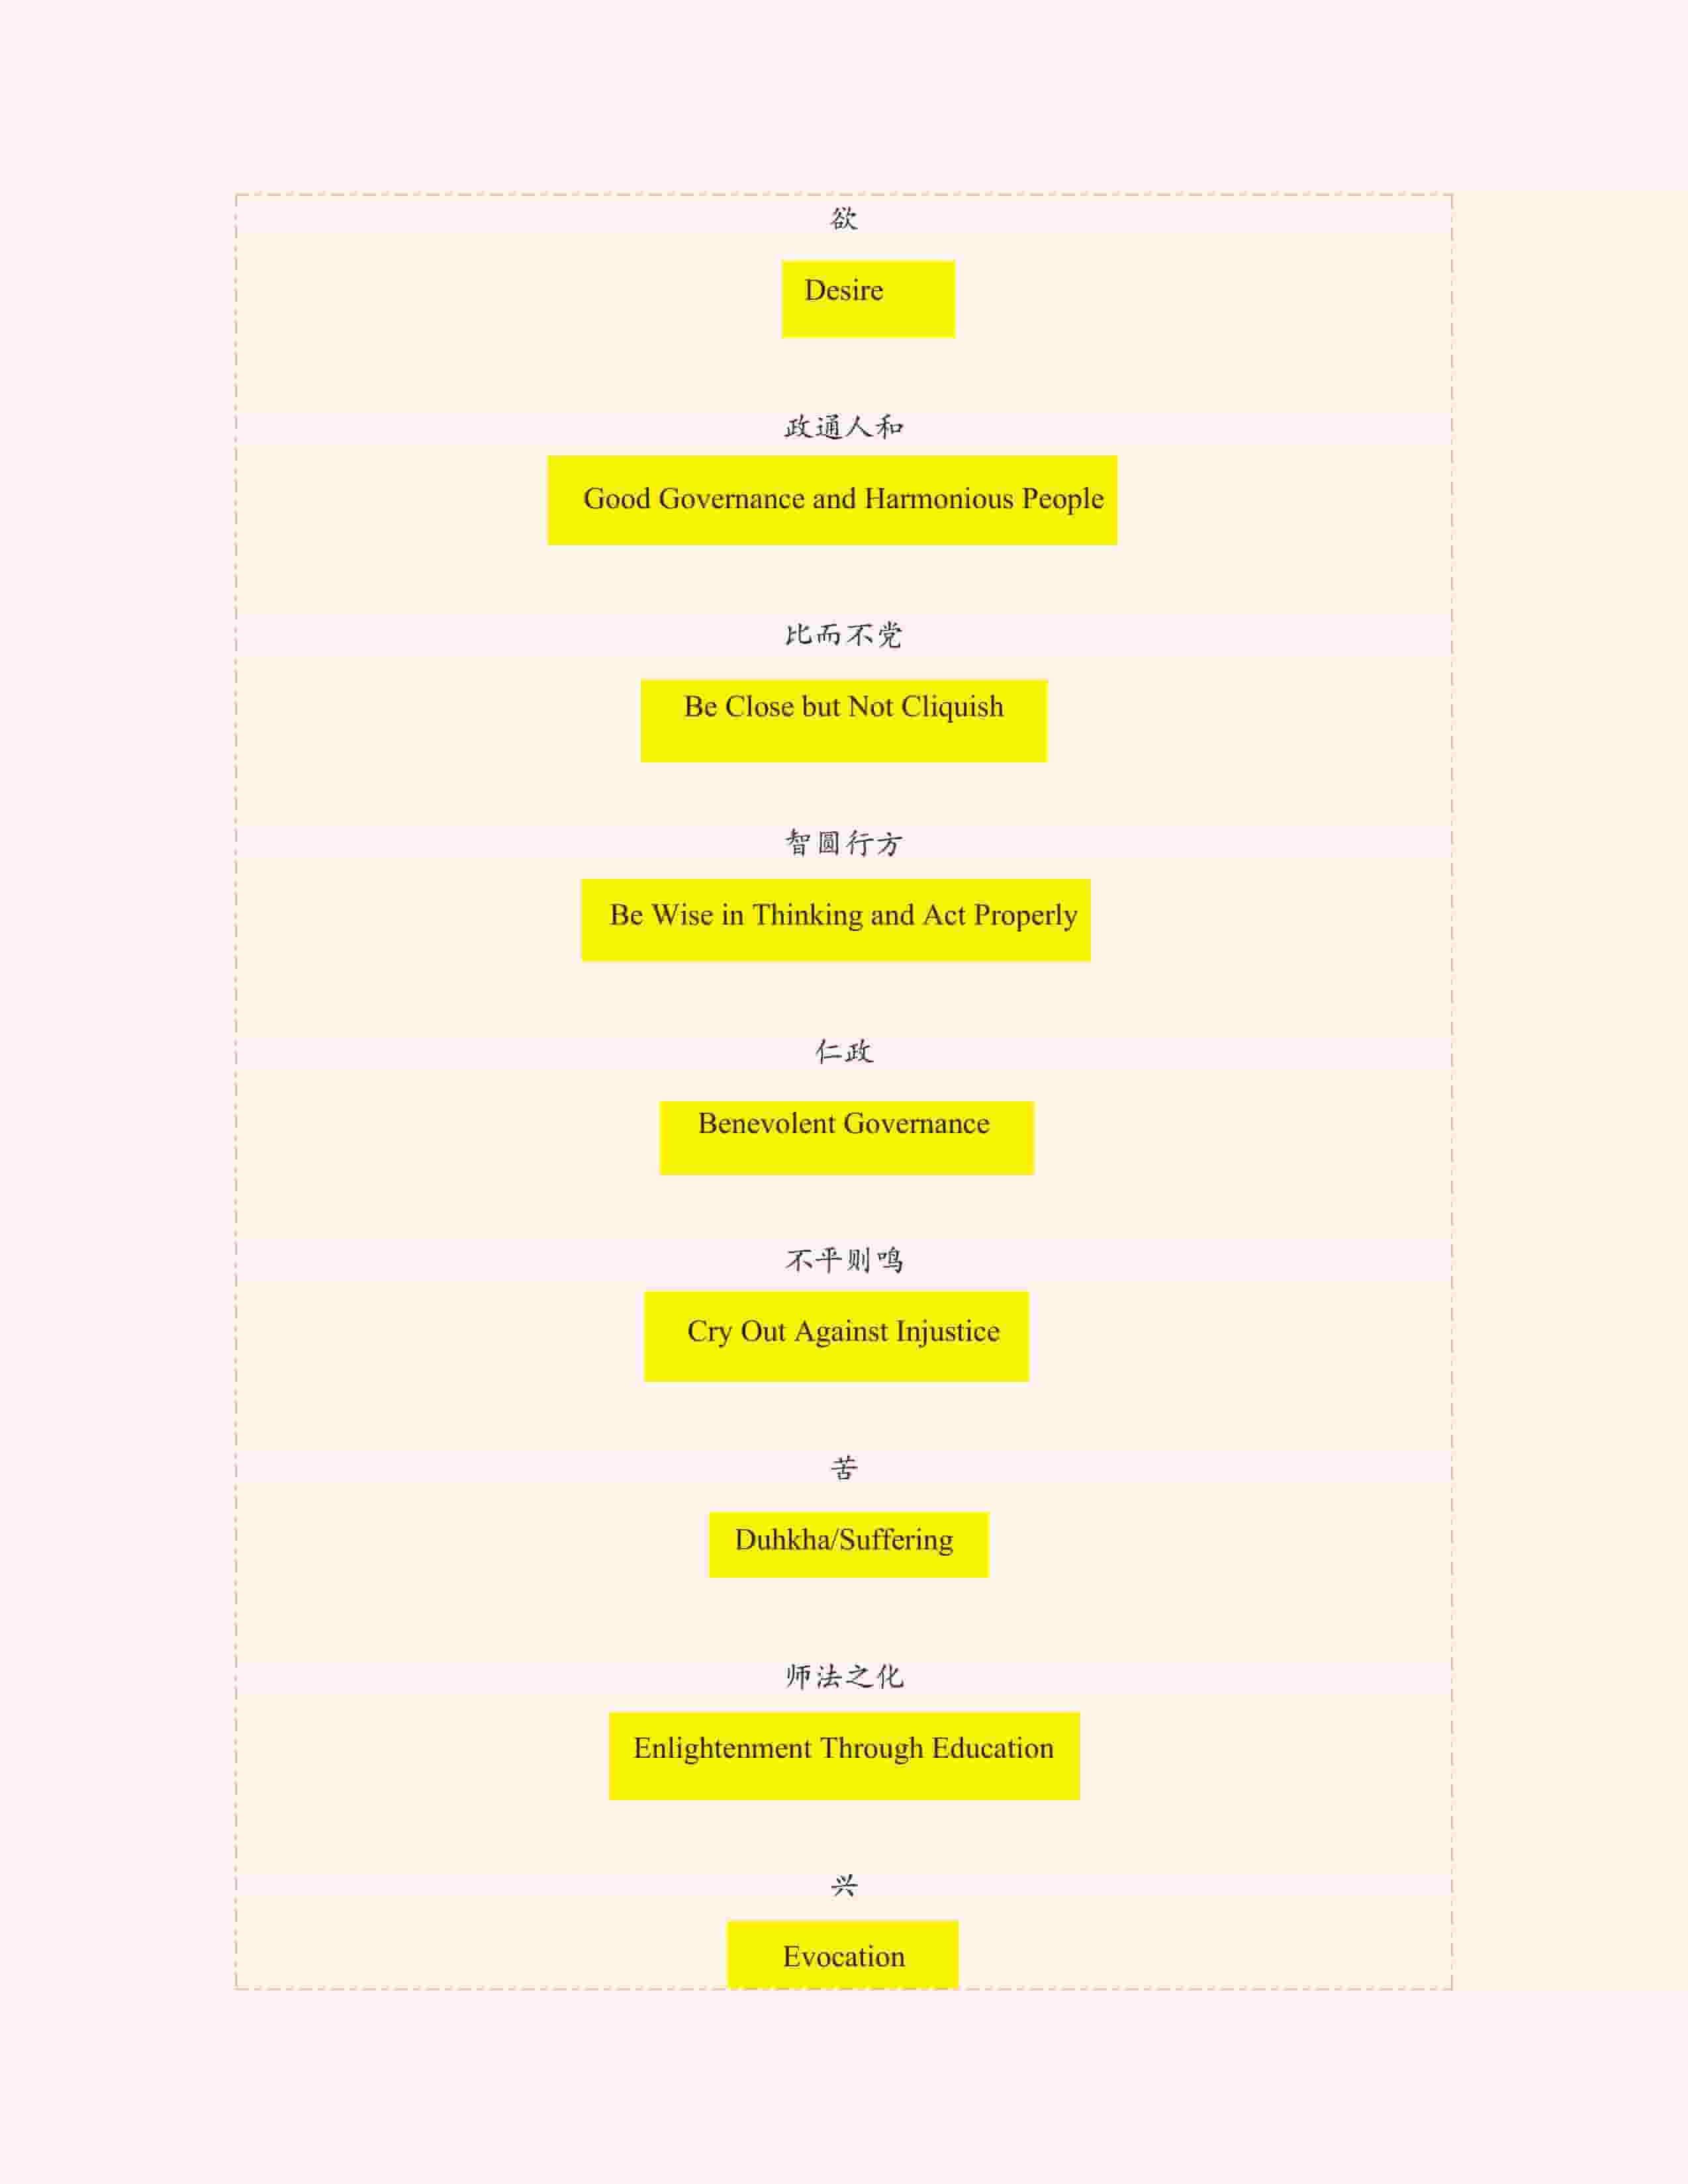 欲
Desire
政通人和
Good Governance and Harmonious People
比而不党
Be Close but Not Cliquish
智圆行方
Be Wise in Thinking and Act Properly
仁政
Benevolent Governance
不平则鸣
Cry Out Against Injustice
苦
Duhkha/Suffering
师法之化
Enlightenment Through Education
兴
Evocation